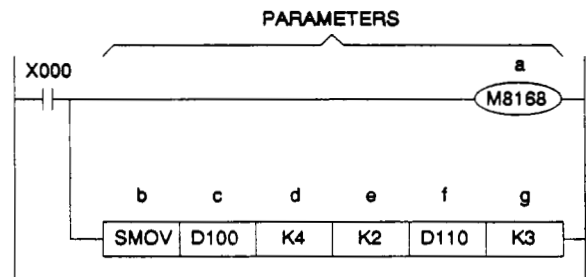 PARAMETERS
X000
a
M8168
b c d e f g
SMOV D100 K4 K2 D110 K3